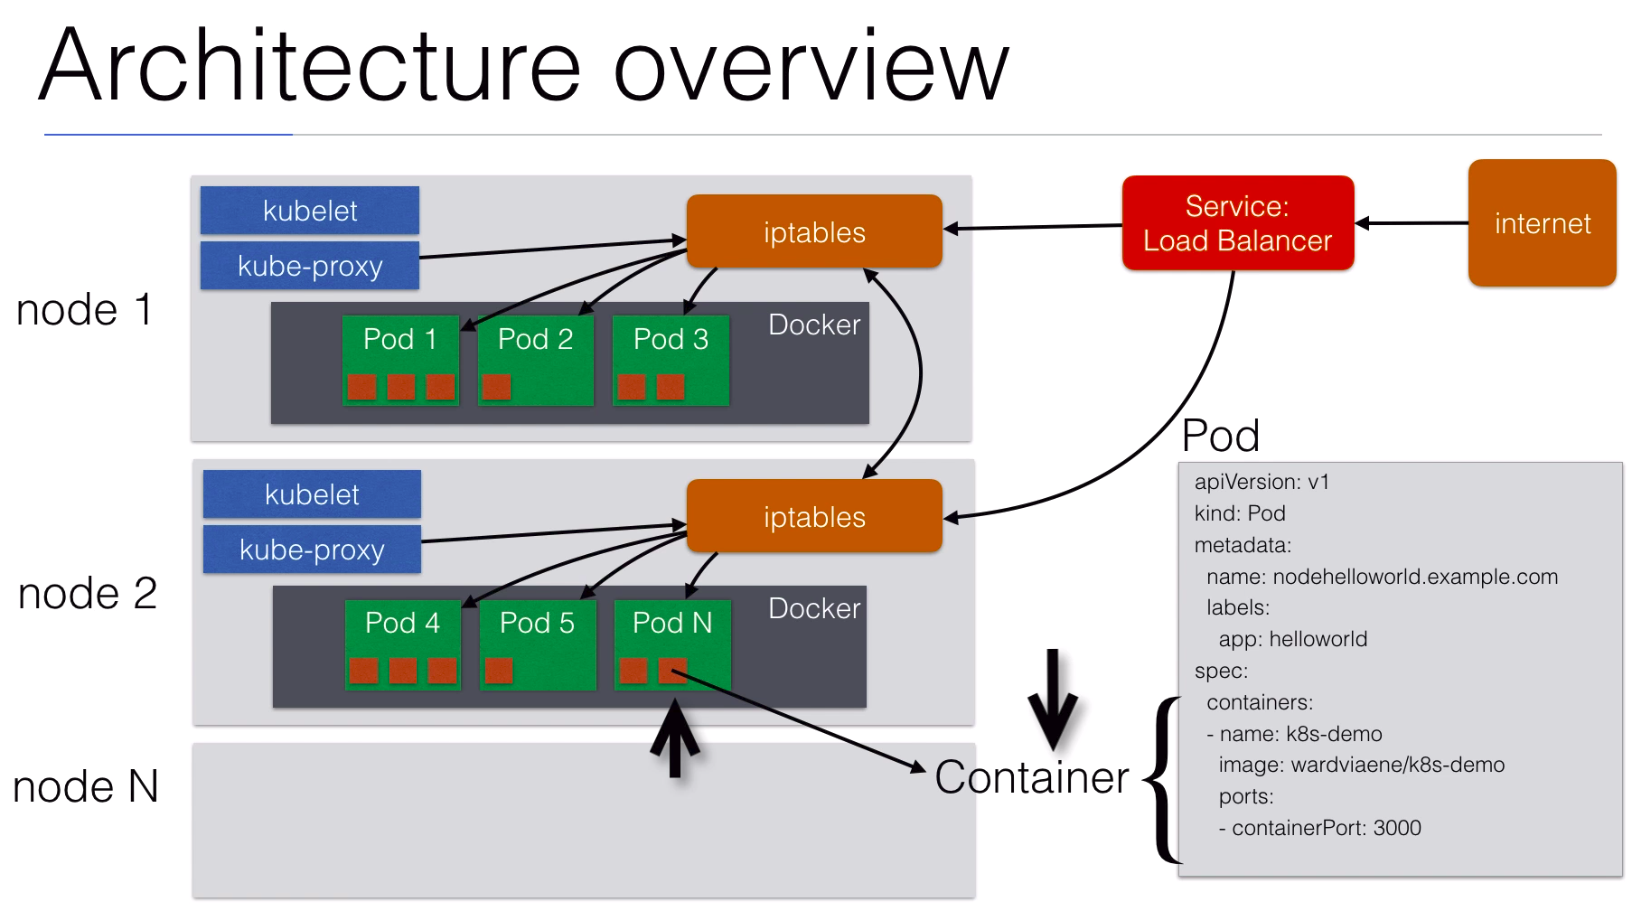 Architecture overview
node 1
kubelet
kube-proxy
iptables
Docker
Pod 1
Pod 2
Pod 3
Service:
Load Balancer
internet
node 2
kubelet
kube-proxy
iptables
Docker
Pod 4
Pod 5
Pod N
node N
Container
Pod
apiVersion: v1
kind: Pod
metadata:
name: nodehelloworld.example.com
labels:
app: helloworld
spec:
containers:
- name: k8s-demo
image: wardviaene/k8s-demo
ports:
- containerPort: 3000